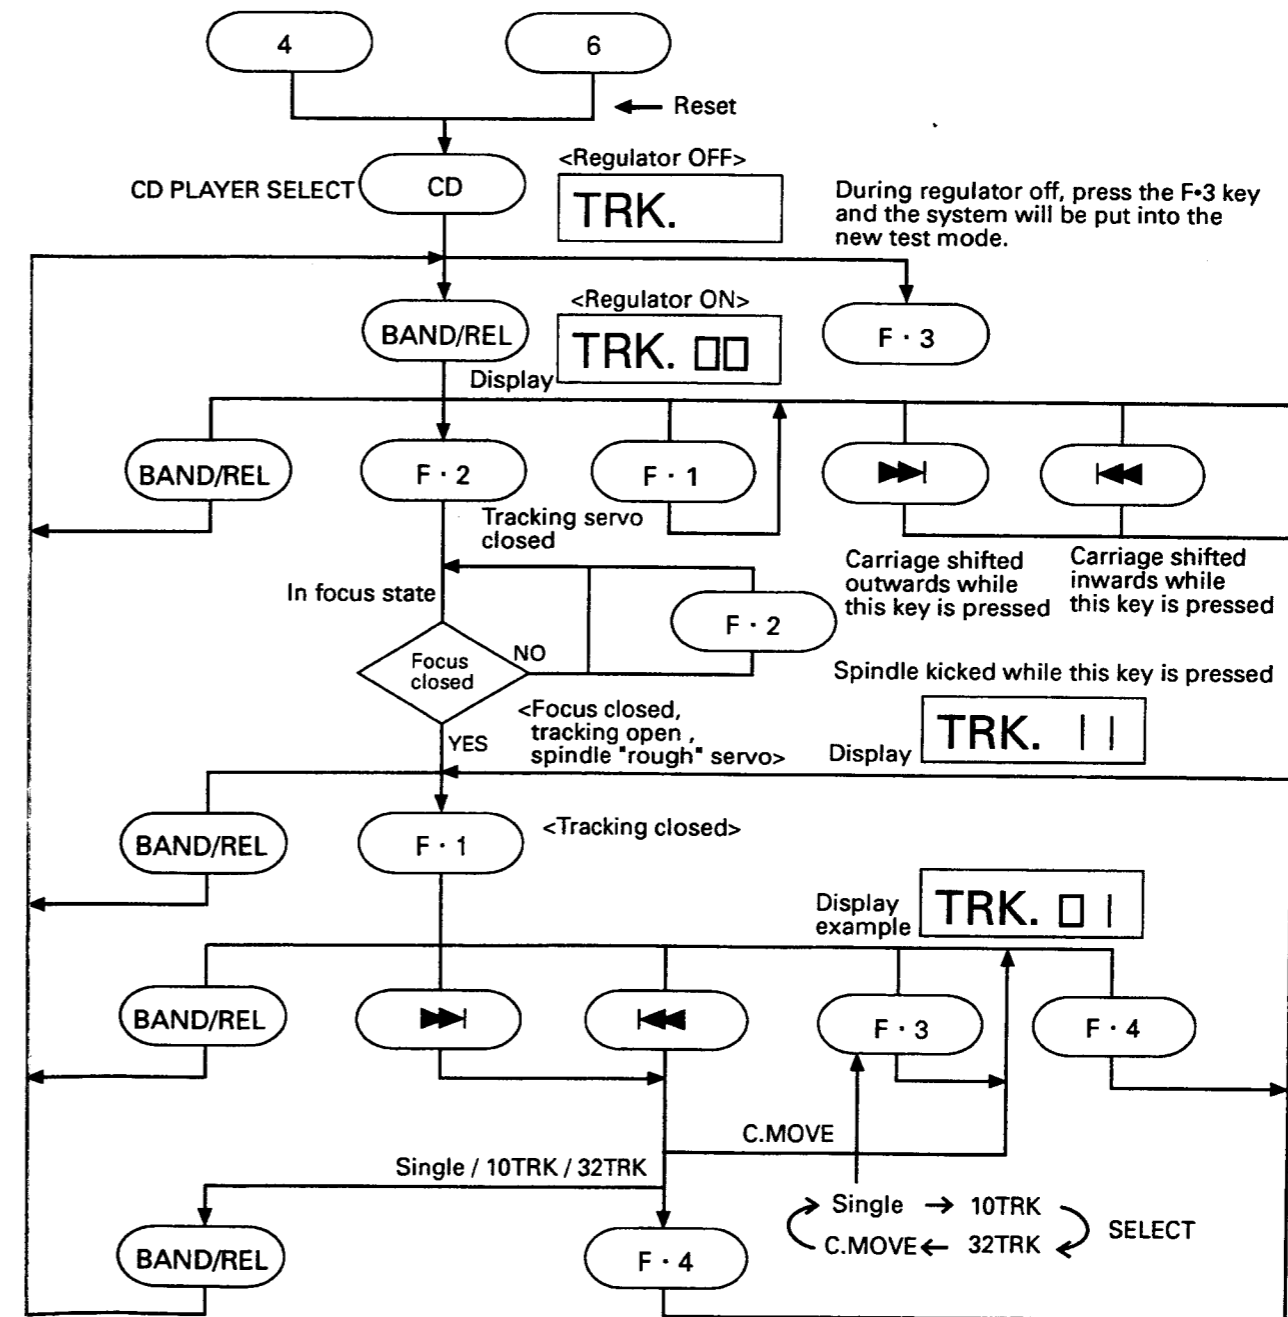 4
6
Reset
<Regulator OFF>
CD PLAYER SELECT
CD
TRK.
During regulator off, press the F•3 key
and the system will be put into the
new test mode.
<Regulator ON>
BAND/REL
TRK. 00
F · 3
Display
BAND/REL
F · 2
F · 1
Tracking servo
closed
Carriage shifted
outwards while
this key is pressed
Carriage shifted
inwards while
this key is pressed
In focus state
F · 2
Focus
closed
NO
Spindle kicked while this key is pressed
<Focus closed,
tracking open ,
spindle "rough" servo>
YES
Display
TRK. 11
BAND/REL
F · 1
<Tracking closed>
Display
example
TRK. 01
BAND/REL
F · 3
F · 4
C.MOVE
Single / 10TRK / 32TRK
Single → 10TRK
C.MOVE ← 32TRK
SELECT
BAND/REL
F · 4